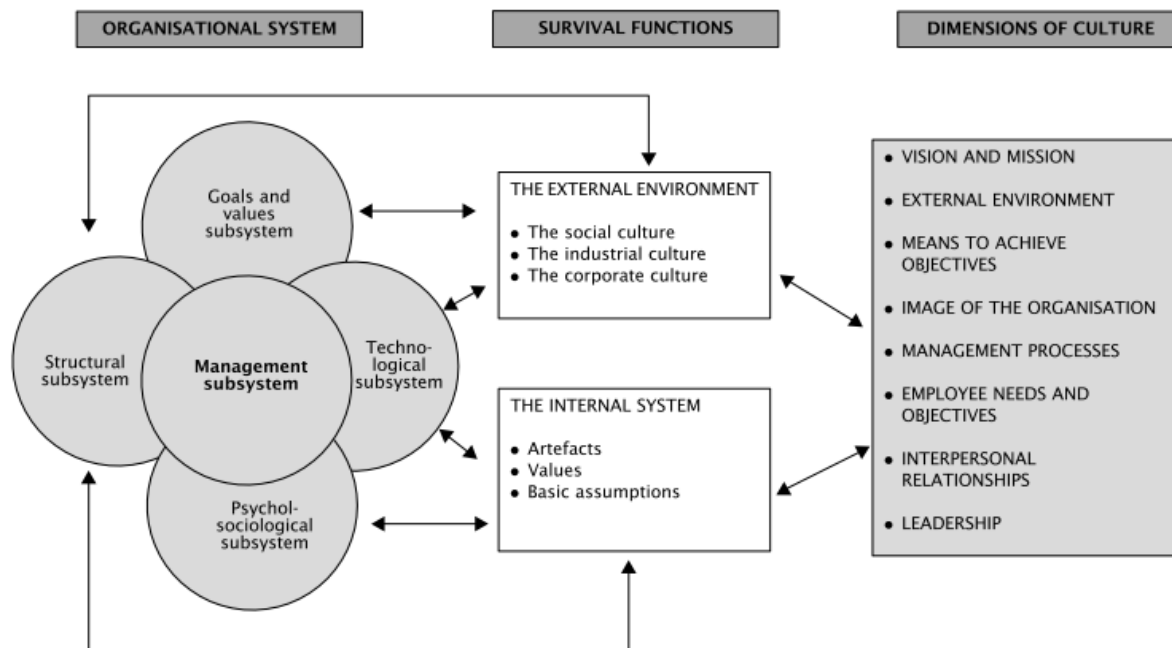 ORGANISATIONAL SYSTEM
SURVIVAL FUNCTIONS
DIMENSIONS OF CULTURE
Goals and
values
subsystem
Structural
subsystem
Management
subsystem
Techno-
logical
subsystem
Psychol-
sociological
subsystem
THE EXTERNAL ENVIRONMENT
● The social culture
● The industrial culture
● The corporate culture
THE INTERNAL SYSTEM
● Artefacts
● Values
● Basic assumptions
● VISION AND MISSION
● EXTERNAL ENVIRONMENT
● MEANS TO ACHIEVE
OBJECTIVES
● IMAGE OF THE ORGANISATION
● MANAGEMENT PROCESSES
● EMPLOYEE NEEDS AND
OBJECTIVES
● INTERPERSONAL
RELATIONSHIPS
● LEADERSHIP